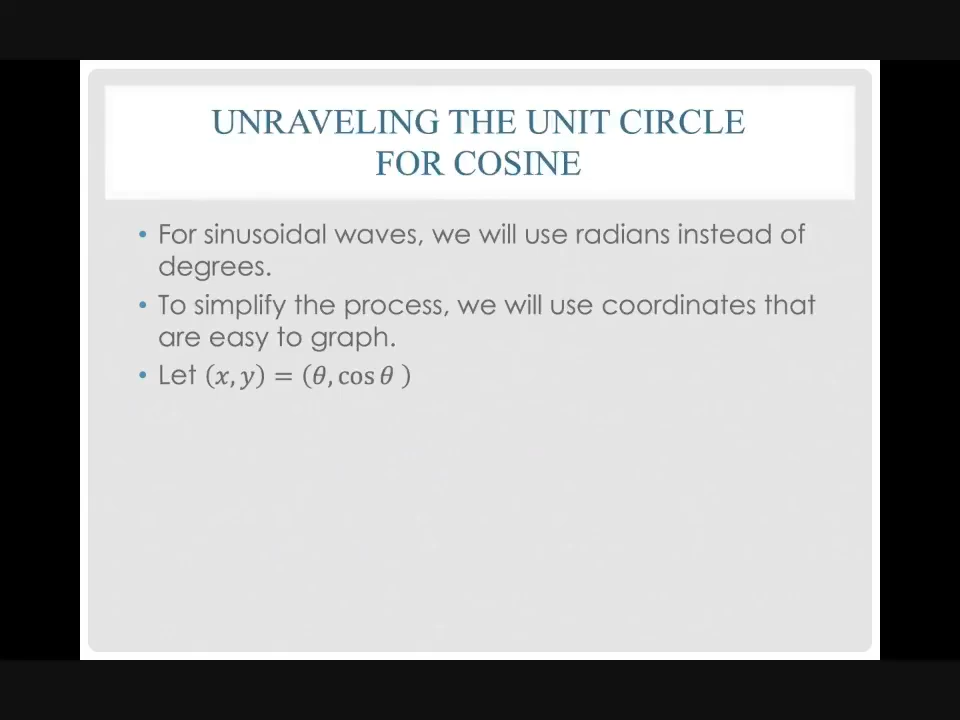 UNRAVELING THE UNIT CIRCLE
FOR COSINE
• For sinusoidal waves, we will use radians instead of
degrees.
• To simplify the process, we will use coordinates that
are easy to graph.
• Let (x, y) = (θ, cos θ )